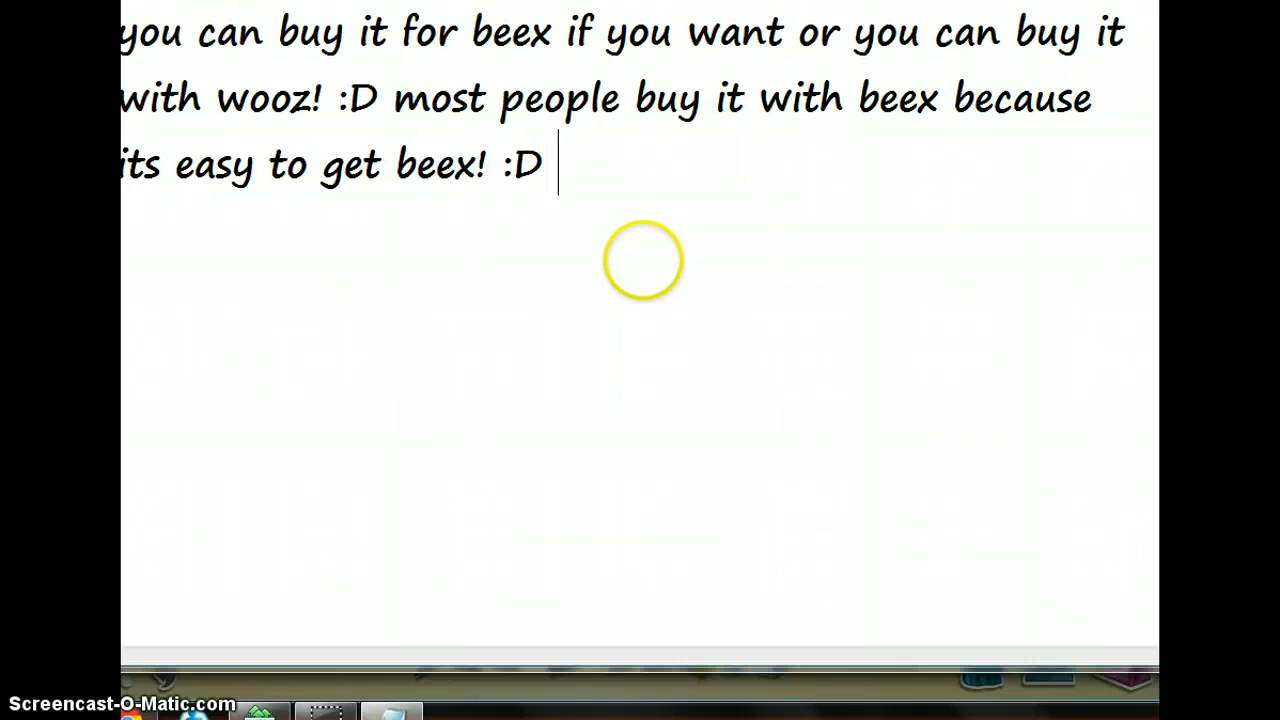 you can buy it for beex if you want or you can buy it
with wooz! :D most people buy it with beex because
its easy to get beex! :D
Screencast-O-Matic.com